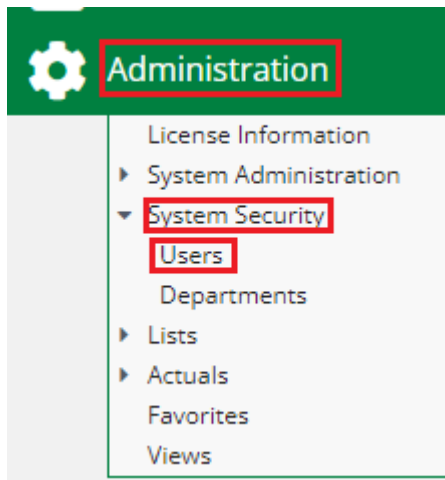 Administration
License Information
System Administration
System Security
Users
Departments
Lists
Actuals
Favorites
Views